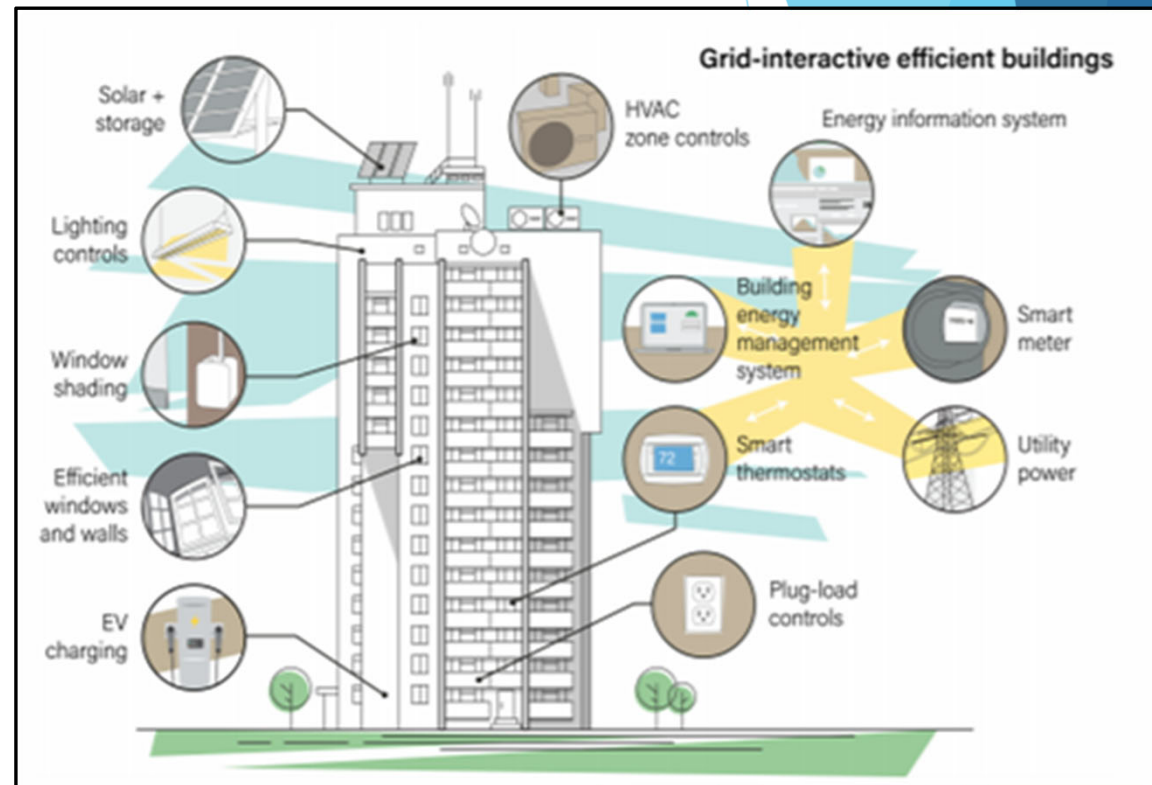 Grid-interactive efficient buildings
Solar +
storage
HVAC
zone controls
Energy information system
Lighting
controls
Building
energy
management
system
Smart
meter
Window
shading
Smart
thermostats
72
Utility
power
Efficient
windows
and walls
EV
charging
Plug-load
controls